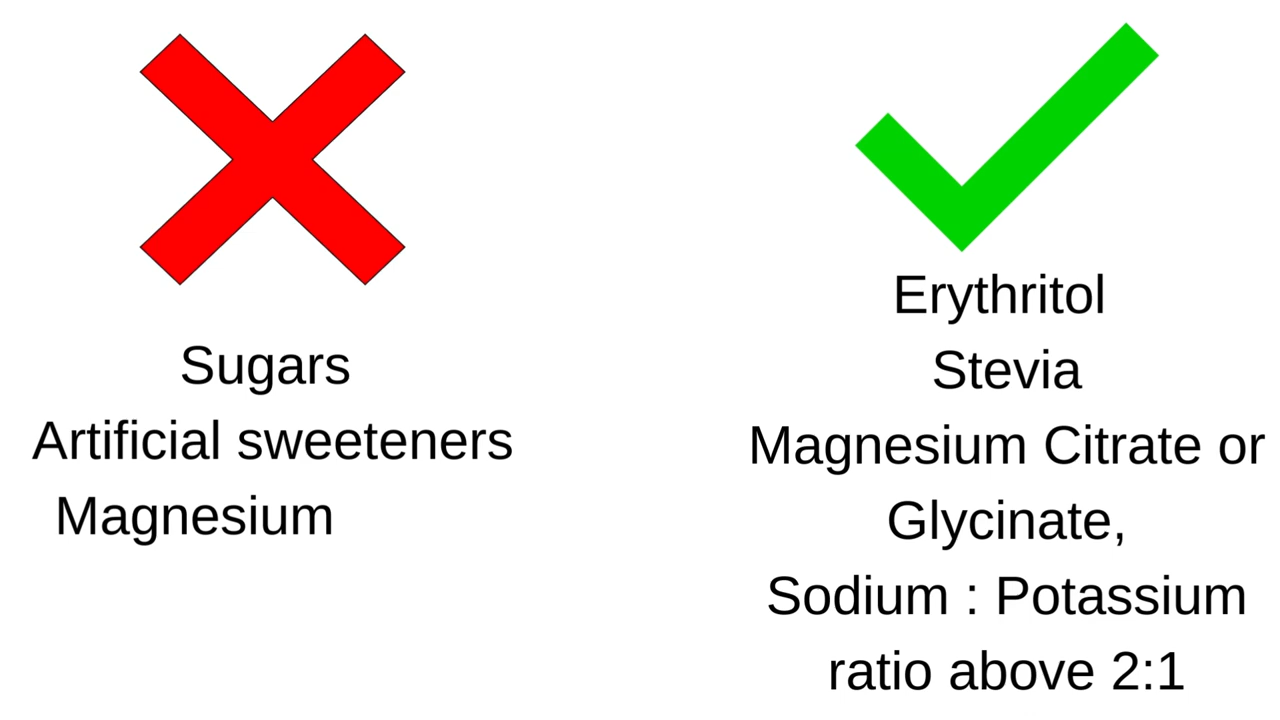 Sugars
Artificial sweeteners
Magnesium
Erythritol
Stevia
Magnesium Citrate or
Glycinate,
Sodium : Potassium
ratio above 2:1